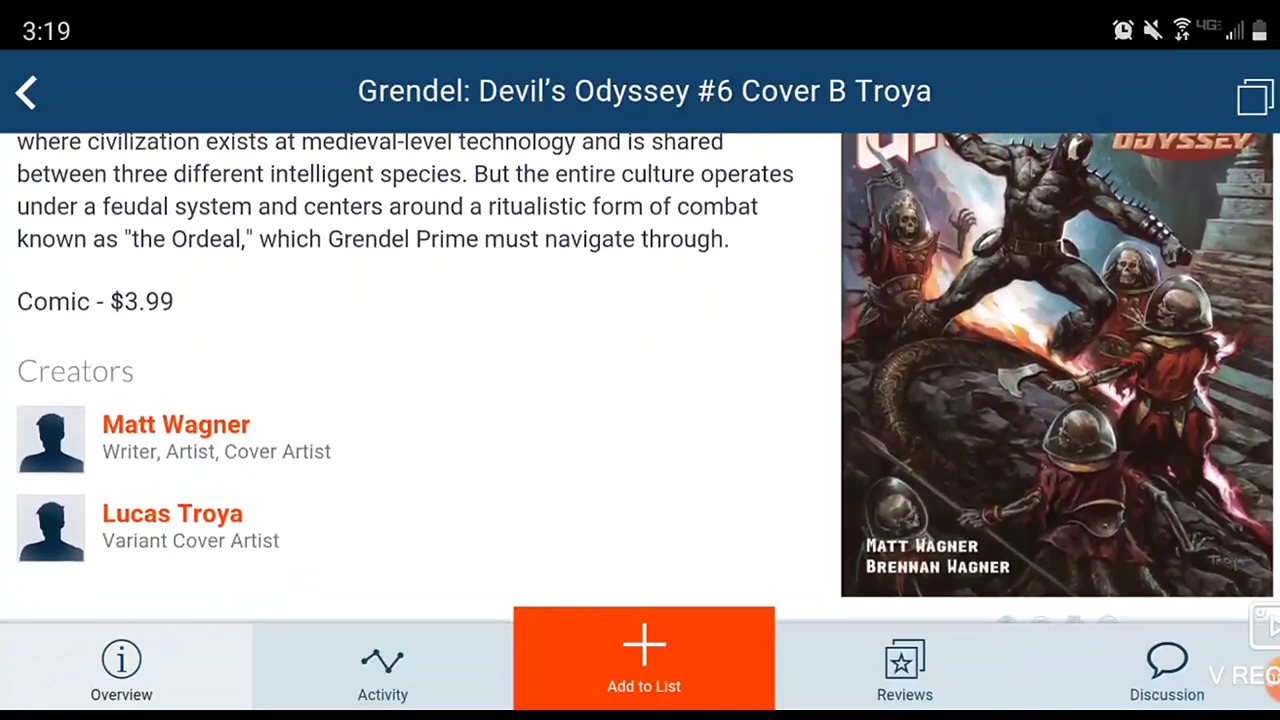 3:19
4G
Grendel: Devil’s Odyssey #6 Cover B Troya
where civilization exists at medieval-level technology and is shared
between three different intelligent species. But the entire culture operates
under a feudal system and centers around a ritualistic form of combat
known as "the Ordeal," which Grendel Prime must navigate through.
Comic - $3.99
Creators
Matt Wagner
Writer, Artist, Cover Artist
Lucas Troya
Variant Cover Artist
ODYSSEY
MATT WAGNER
BRENNAN WAGNER
TROYA
Overview
Activity
Add to List
Reviews
Discussion
V REC